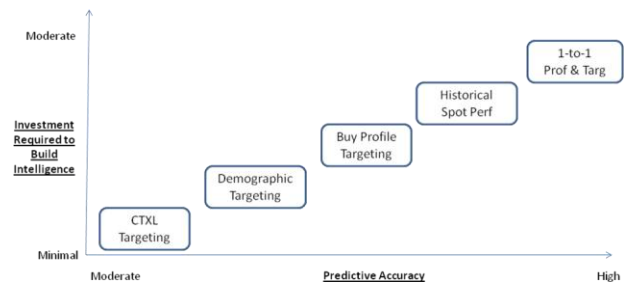 Moderate
1-to-1
Prof & Targ
Historical
Spot Perf
Investment
Required to
Build
Intelligence
Buy Profile
Targeting
Demographic
Targeting
CTXL
Targeting
Minimal
Moderate
Predictive Accuracy
High